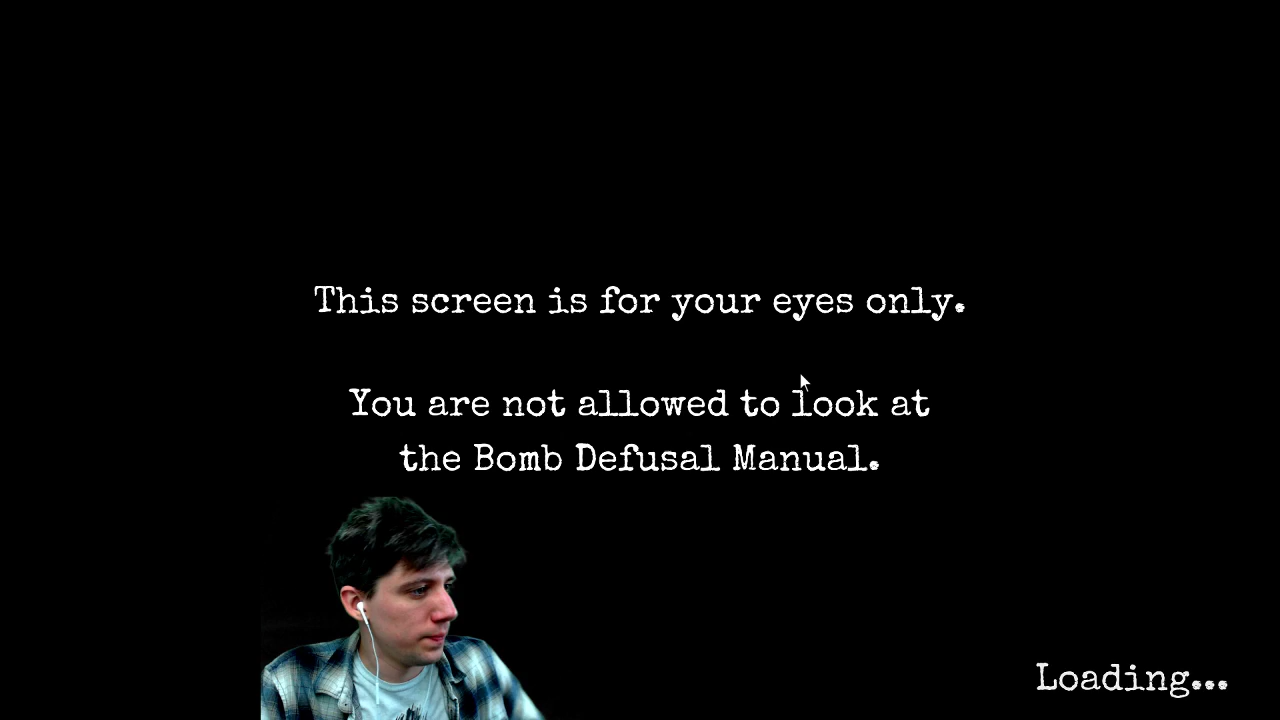 This screen is for your eyes only.
You are not allowed to look at
the Bomb Defusal Manual.
Loading...